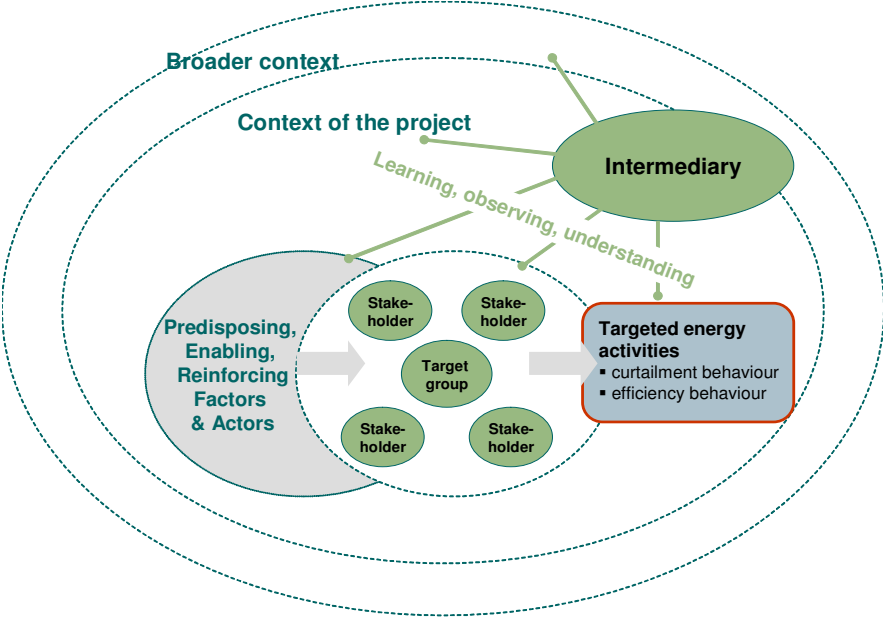 Broader context
Context of the project
Intermediary
Learning, observing, understanding
Predisposing,
Enabling,
Reinforcing
Factors
& Actors
Stake-
holder
Stake-
holder
Target
group
Stake-
holder
Stake-
holder
Targeted energy
activities
▪ curtailment behaviour
▪ efficiency behaviour